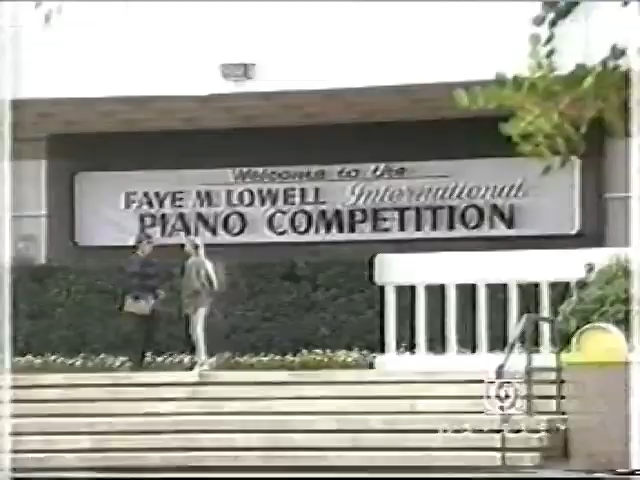 Welcome to the
FAYE M. LOWELL International
PIANO COMPETITION